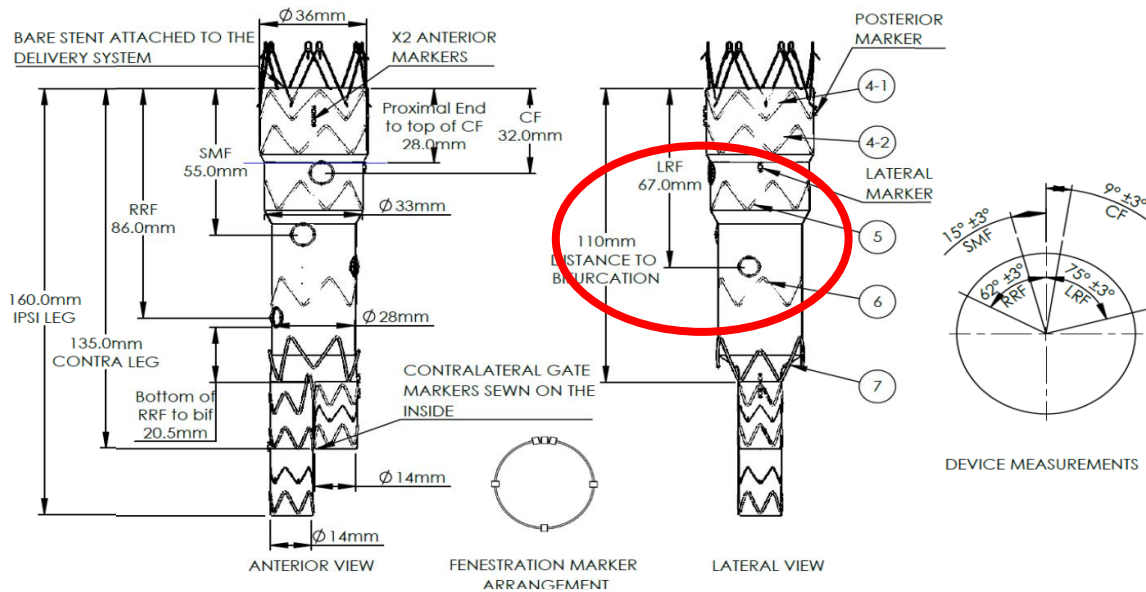 Ø36mm
BARE STENT ATTACHED TO THE
DELIVERY SYSTEM
X2 ANTERIOR
MARKERS
POSTERIOR
MARKER
4-1
4-2
Proximal End
to top of CF
28.0mm
CF
32.0mm
SMF
55.0mm
LRF
67.0mm
LATERAL
MARKER
RRF
86.0mm
Ø33mm
5
110mm
DISTANCE TO
BIFURCATION
6
160.0mm
IPSI LEG
135.0mm
CONTRA LEG
Ø28mm
7
CONTRALATERAL GATE
MARKERS SEWN ON THE
INSIDE
Bottom of
RRF to bif
20.5mm
Ø14mm
Ø14mm
ANTERIOR VIEW
FENESTRATION MARKER
ARRANGEMENT
LATERAL VIEW
15° ±3°
SMF
9° ±3°
CF
62° ±3°
RRF
75° ±3°
LRF
DEVICE MEASUREMENTS